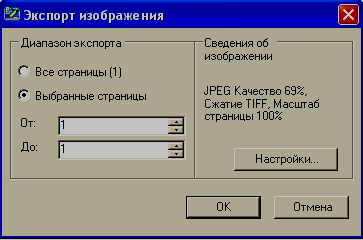 Экспорт изображения
Диапазон экспорта
Все страницы (1)
Выбранные страницы
От: 1
До: 1
Сведения об
изображении
JPEG Качество 69%,
Сжатие TIFF, Масштаб
страницы 100%
Настройки...
OK Отмена